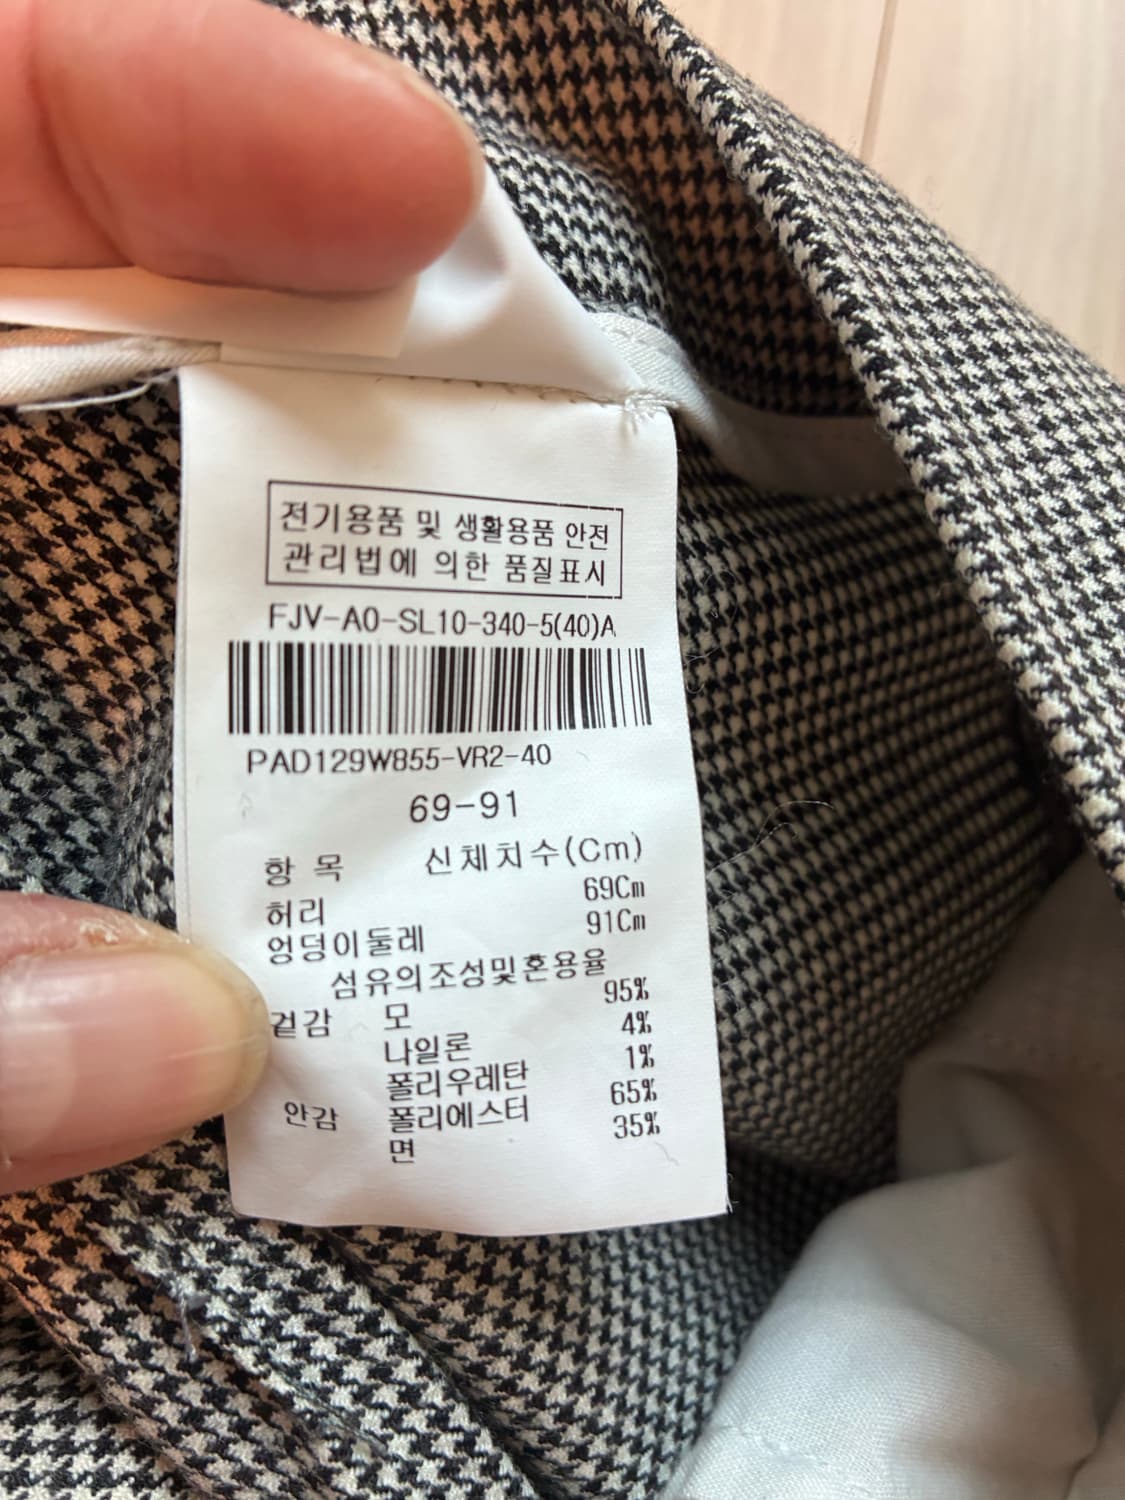 전기용품 및 생활용품 안전
관리법에 의한 품질표시
FJV-A0-SL10-340-5(40)A
PAD129W855-VR2-40
69-91
항 목 신체치수(Cm)
허리 69Cm
엉덩이둘레 91Cm
섬유의조성및혼용율
겉감 모 95%
나일론 4%
폴리우레탄 1%
안감 폴리에스터 65%
면 35%